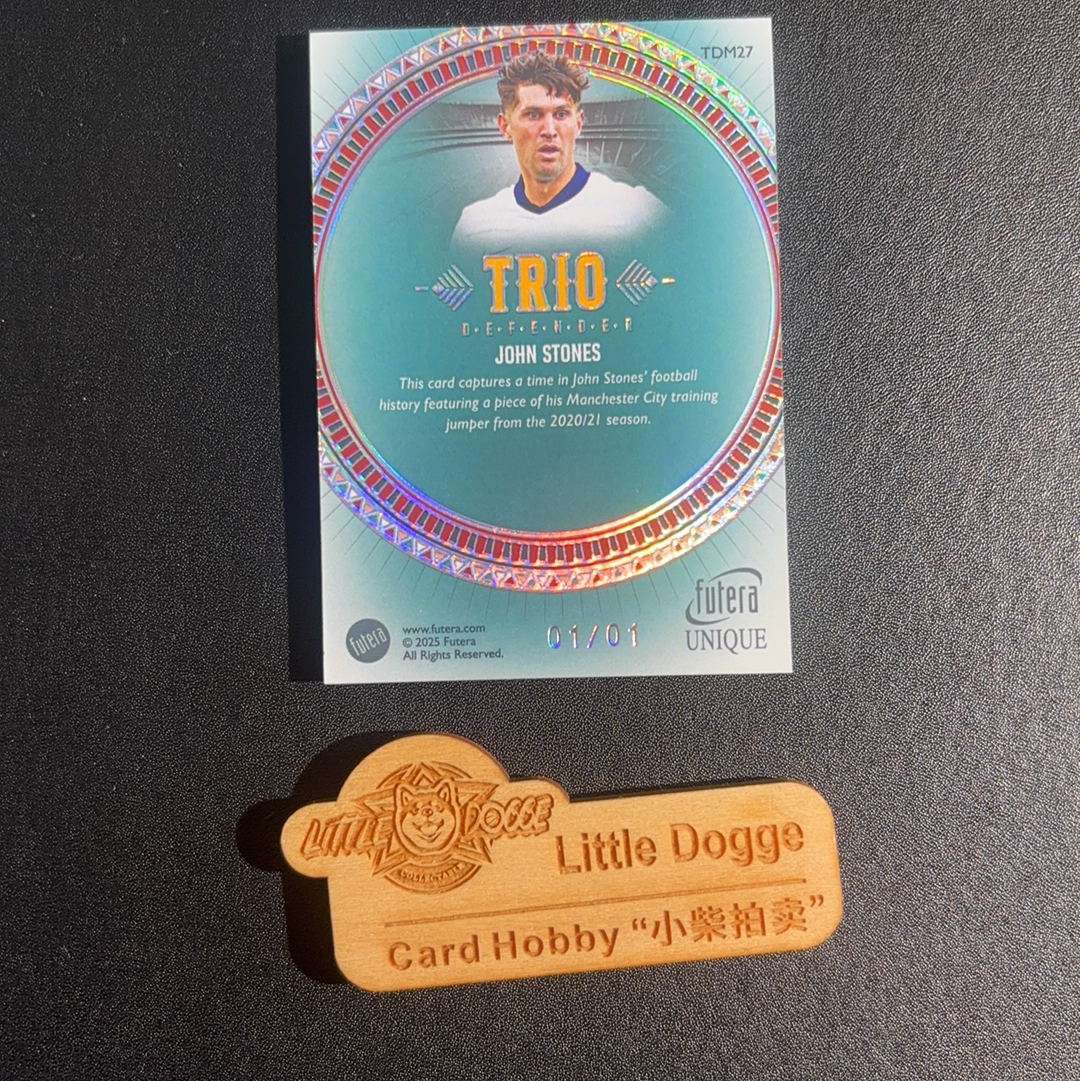 TDM27
TRIO
D•E•F•E•N•D•E•R
JOHN STONES
This card captures a time in John Stones' football
history featuring a piece of his Manchester City training
jumper from the 2020/21 season.
futera
UNIQUE
futera
www.futera.com
© 2025 Futera
All Rights Reserved.
01/01
LITTLE DOGGE
COLLECTABLE
Little Dogge
Card Hobby “小柴拍卖”